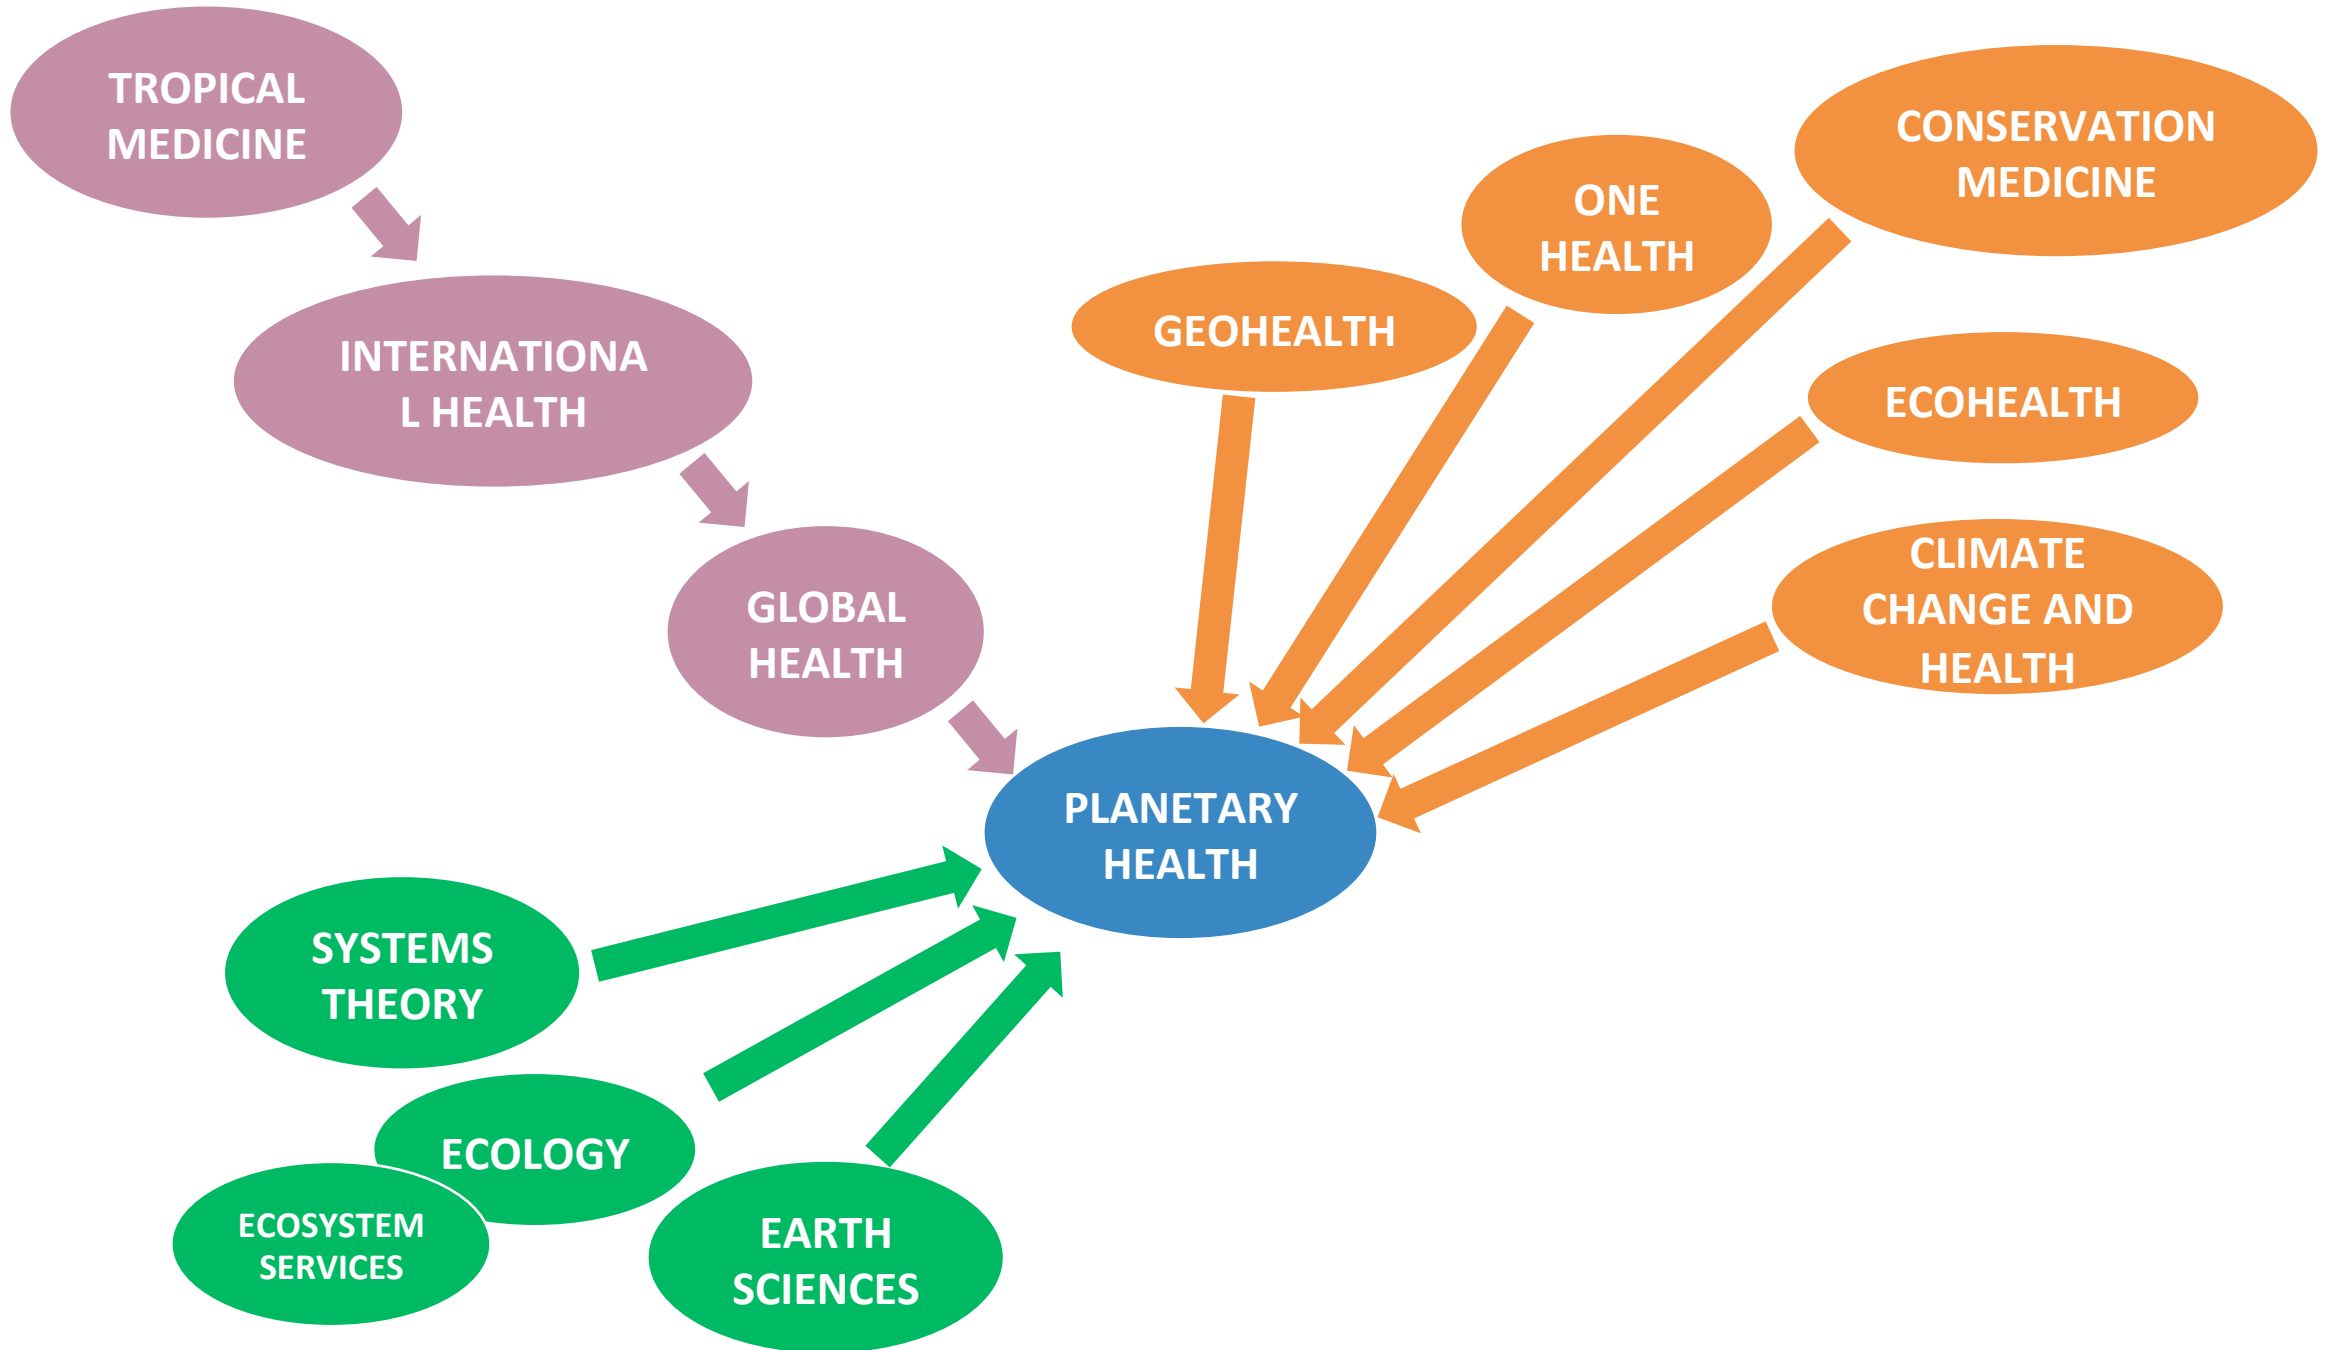 TROPICAL
MEDICINE
INTERNATIONA
L HEALTH
GLOBAL
HEALTH
GEOHEALTH
ONE
HEALTH
CONSERVATION
MEDICINE
ECOHEALTH
CLIMATE
CHANGE AND
HEALTH
PLANETARY
HEALTH
SYSTEMS
THEORY
ECOLOGY
ECOSYSTEM
SERVICES
EARTH
SCIENCES